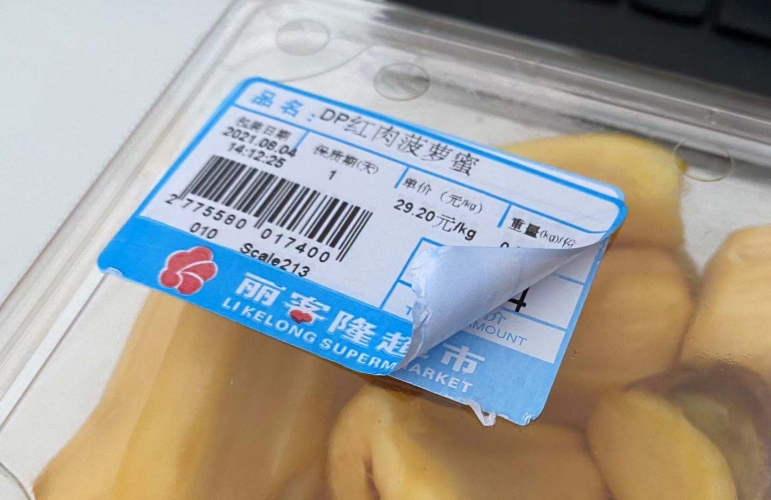 品名：DP红肉菠萝蜜
包装日期
2021.08.04
14:12:25
保质期(天)
1
单价（元/kg）
29.20元/kg
重量(kg)/份
2 775580 017400
010
Scale213
丽客隆超市
LIKELONG SUPERMARKET